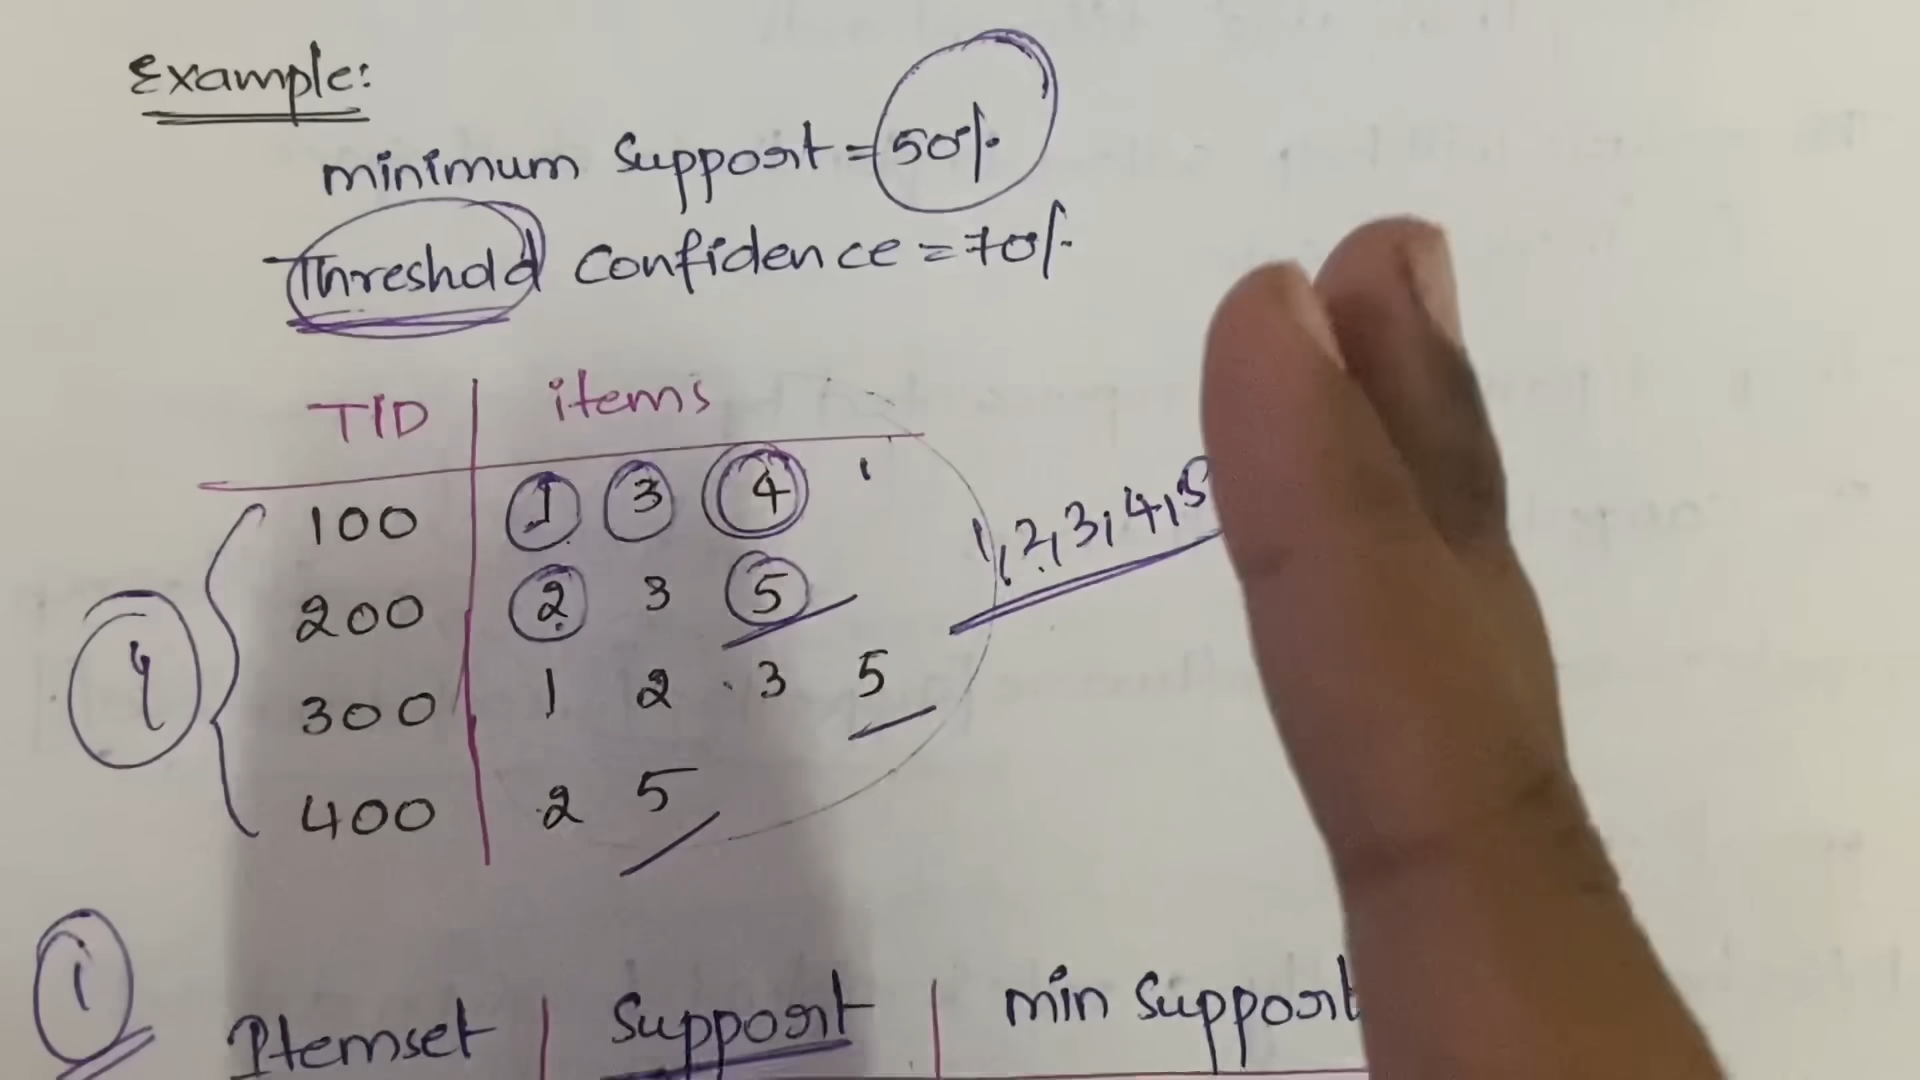 Example:
minimum Support = 50%
Threshold Confidence = 70%
TID items
100 1 3 4
200 2 3 5
300 1 2 3 5
400 2 5
4
1,2,3,4,5
1
Itemset Support min Support